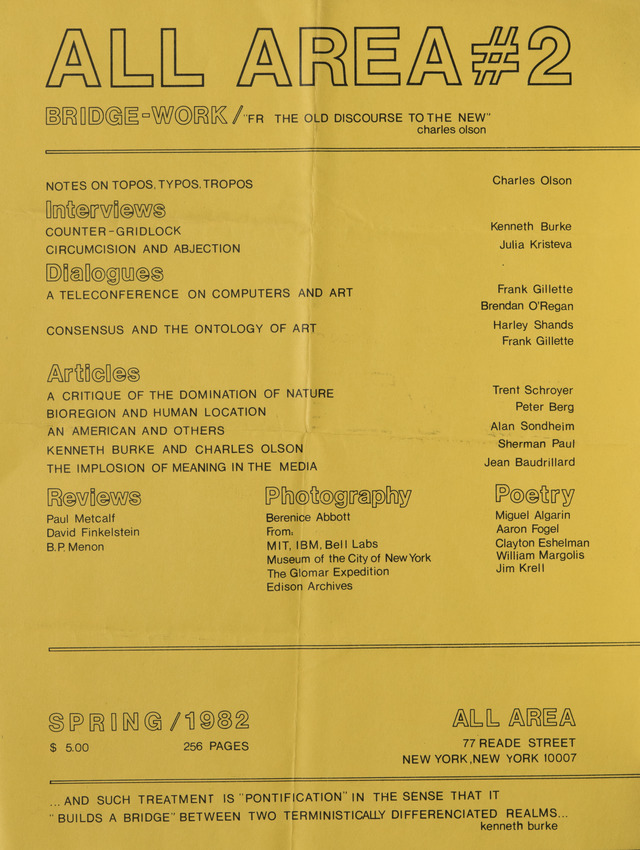 ALL AREA #2
BRIDGE-WORK / "FR THE OLD DISCOURSE TO THE NEW"
charles olson
NOTES ON TOPOS, TYPOS, TROPOS Charles Olson
Interviews
COUNTER-GRIDLOCK Kenneth Burke
CIRCUMCISION AND ABJECTION Julia Kristeva
Dialogues
A TELECONFERENCE ON COMPUTERS AND ART Frank Gillette
Brendan O'Regan
CONSENSUS AND THE ONTOLOGY OF ART Harley Shands
Frank Gillette
Articles
A CRITIQUE OF THE DOMINATION OF NATURE Trent Schroyer
BIOREGION AND HUMAN LOCATION Peter Berg
AN AMERICAN AND OTHERS Alan Sondheim
KENNETH BURKE AND CHARLES OLSON Sherman Paul
THE IMPLOSION OF MEANING IN THE MEDIA Jean Baudrillard
Reviews
Paul Metcalf
David Finkelstein
B.P. Menon
Photography
Berenice Abbott
From:
MIT, IBM, Bell Labs
Museum of the City of New York
The Glomar Expedition
Edison Archives
Poetry
Miguel Algarin
Aaron Fogel
Clayton Eshelman
William Margolis
Jim Krell
SPRING/1982
$ 5.00 256 PAGES
ALL AREA
77 READE STREET
NEW YORK, NEW YORK 10007
...AND SUCH TREATMENT IS "PONTIFICATION" IN THE SENSE THAT IT
"BUILDS A BRIDGE" BETWEEN TWO TERMINISTICALLY DIFFERENCIATED REALMS...
kenneth burke